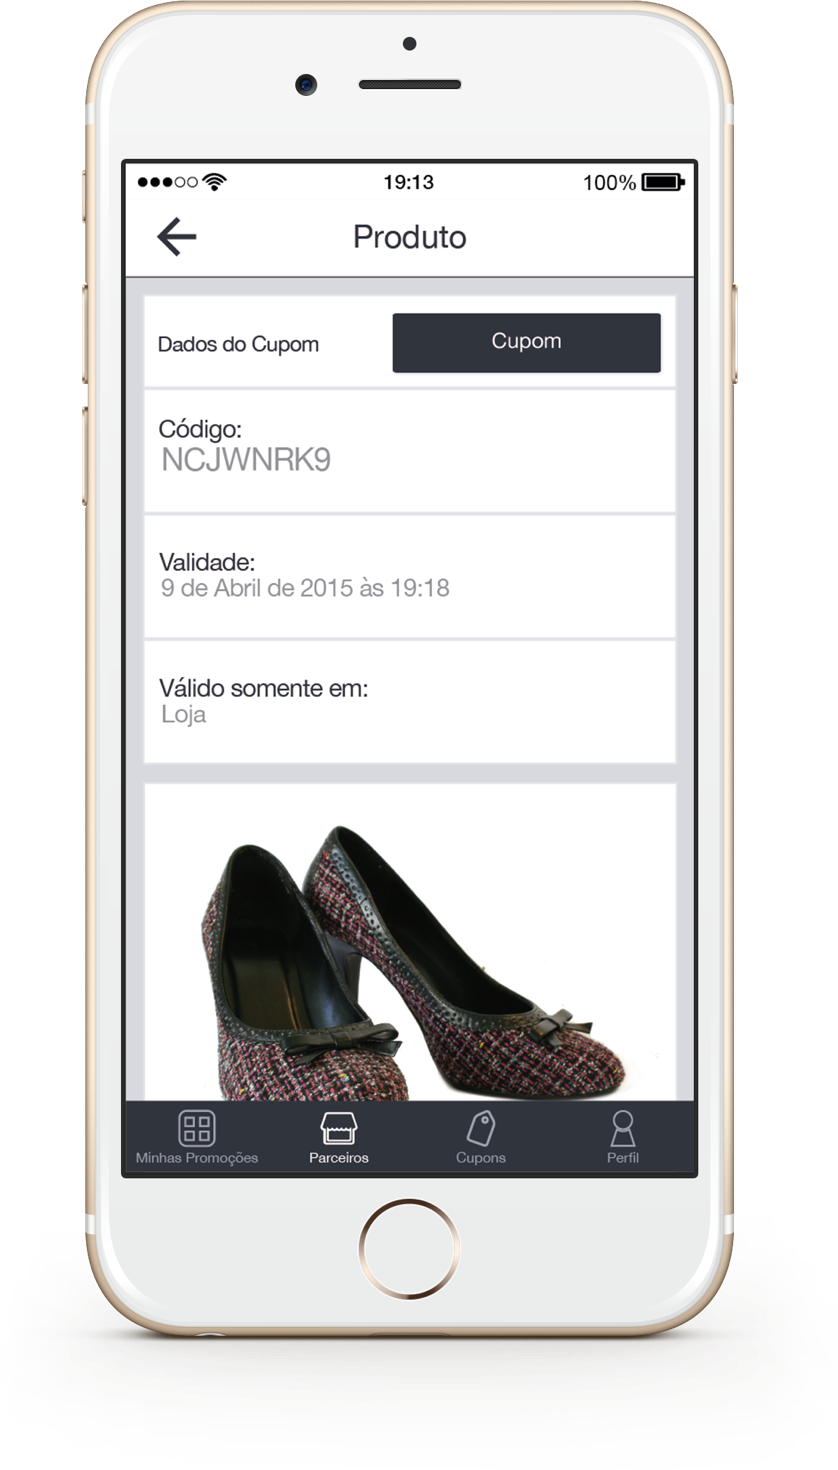 19:13
100%
Produto
Dados do Cupom
Cupom
Código:
NCJWNRK9
Validade:
9 de Abril de 2015 às 19:18
Válido somente em:
Loja
Minhas Promoções
Parceiros
Cupons
Perfil